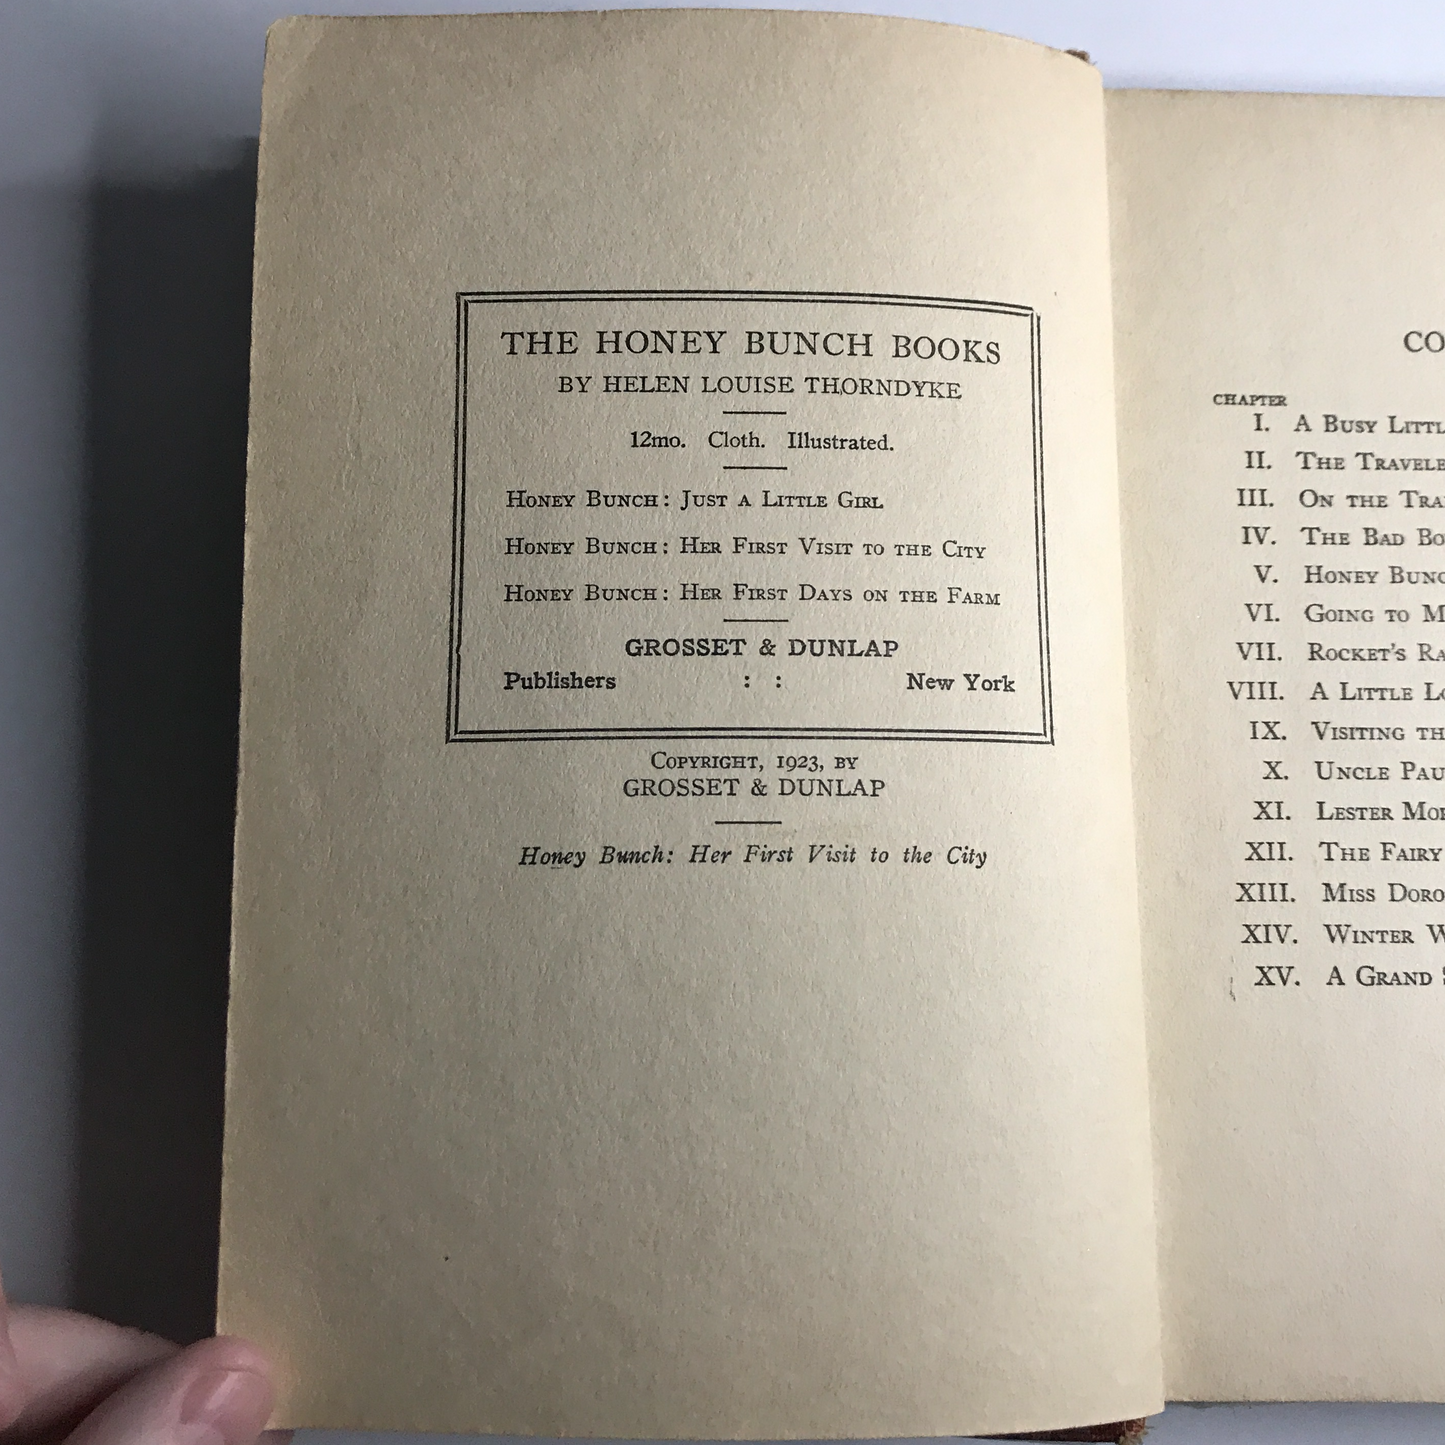 THE HONEY BUNCH BOOKS
BY HELEN LOUISE THORNDYKE
12mo. Cloth. Illustrated.
Honey Bunch: Just a Little Girl
Honey Bunch: Her First Visit to the City
Honey Bunch: Her First Days on the Farm
GROSSET & DUNLAP
Publishers : : New York
Copyright, 1923, by
GROSSET & DUNLAP
Honey Bunch: Her First Visit to the City
CHAPTER
I. A Busy
II. The
III. On the
IV. The Bad
V. Honey
VI. Going to
VII. Rocket's
VIII. A Little
IX. Visiting
X. Uncle
XI. Lester
XII. The Fairy
XIII. Miss
XIV. Winter
XV. A Grand